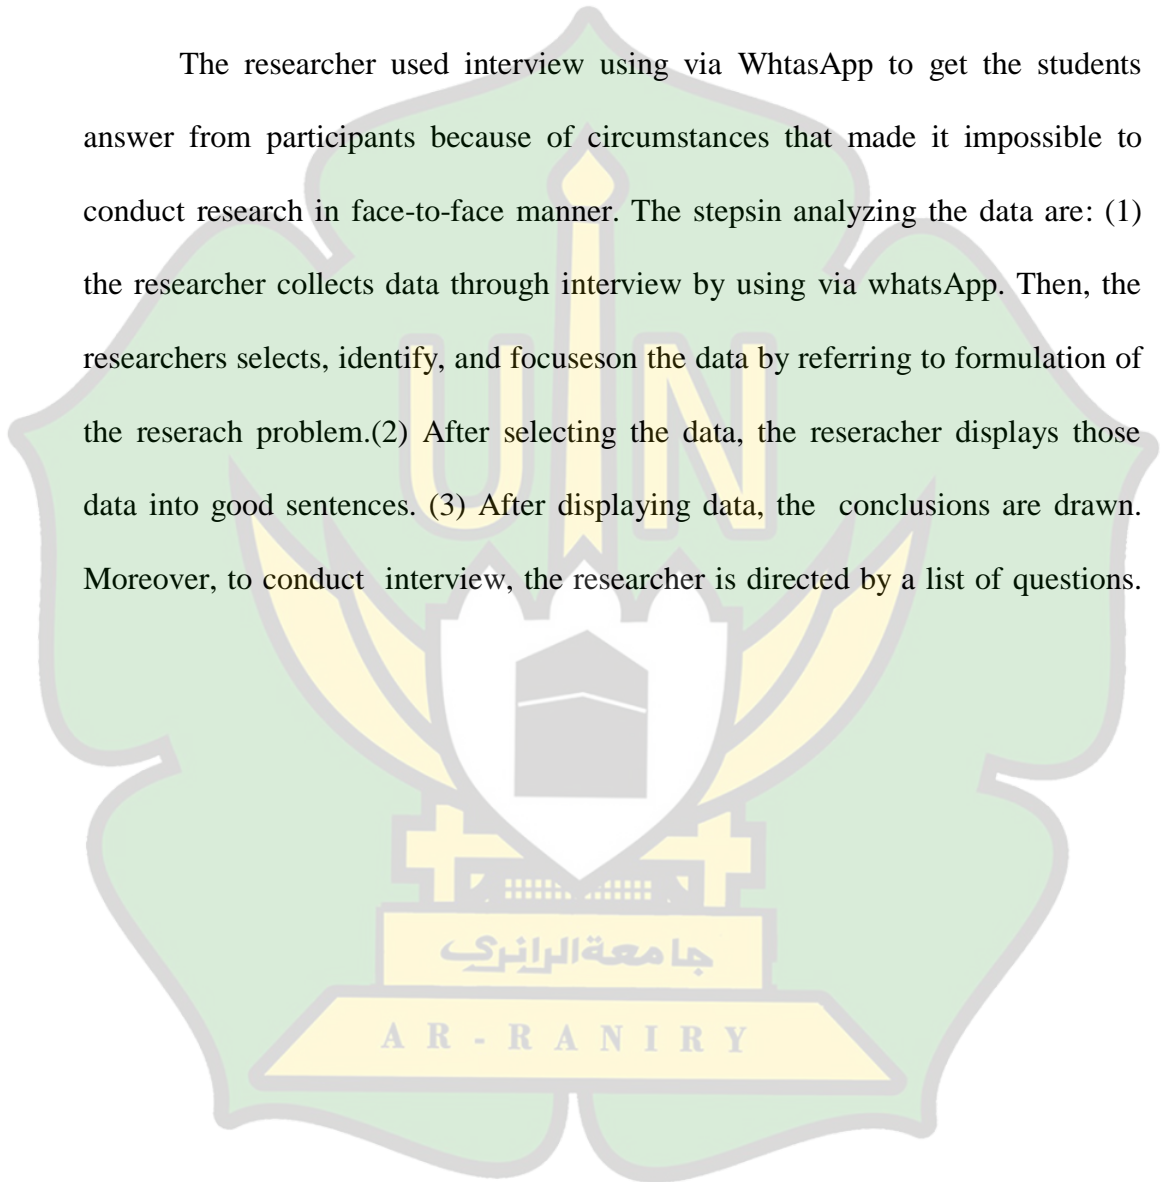 The researcher used interview using via WhtasApp to get the students
answer from participants because of circumstances that made it impossible to
conduct research in face-to-face manner. The stepsin analyzing the data are: (1)
the researcher collects data through interview by using via whatsApp. Then, the
researchers selects, identify, and focuseson the data by referring to formulation of
the reserach problem.(2) After selecting the data, the reseracher displays those
data into good sentences. (3) After displaying data, the  conclusions are drawn.
Moreover, to conduct  interview, the researcher is directed by a list of questions.
UIN
جامعةالرانري
AR-RANIRY